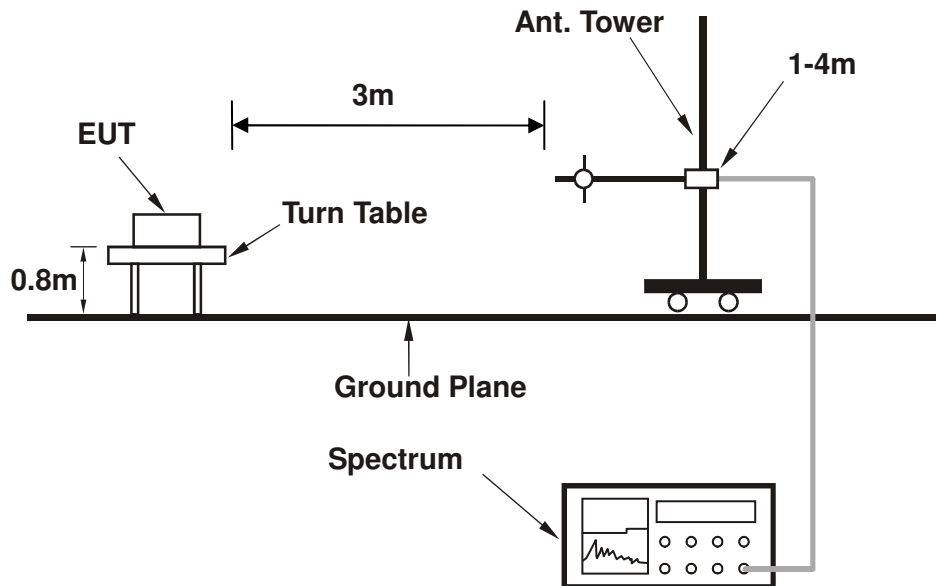 Ant. Tower
1-4m
3m
EUT
Turn Table
0.8m
Ground Plane
Spectrum